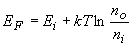 E_F = E_i + kT ln n_o / n_i